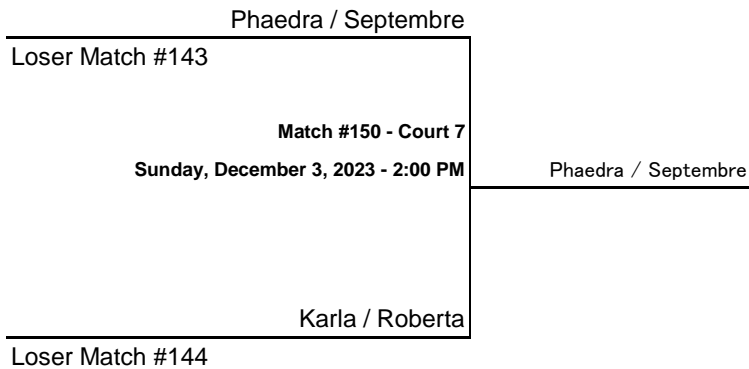 Phaedra / Septembre
Loser Match #143
Match #150 - Court 7
Sunday, December 3, 2023 - 2:00 PM
Phaedra / Septembre
Karla / Roberta
Loser Match #144